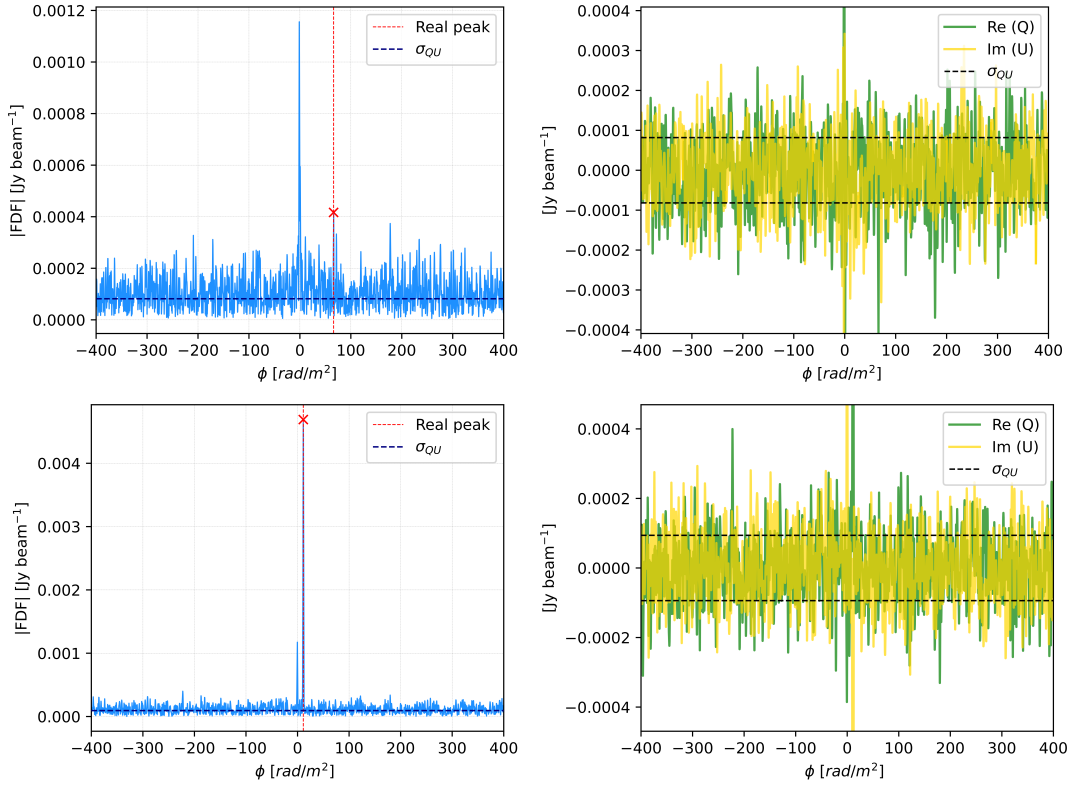 0.0012
0.0010
0.0008
0.0006
0.0004
0.0002
0.0000
|FDF| [Jy beam⁻¹]
Real peak
σ_QU
−400 −300 −200 −100 0 100 200 300 400
ϕ [rad/m²]
0.0004
0.0003
0.0002
0.0001
0.0000
−0.0001
−0.0002
−0.0003
−0.0004
[Jy beam⁻¹]
Re (Q)
Im (U)
σ_QU
−400 −300 −200 −100 0 100 200 300 400
ϕ [rad/m²]
0.004
0.003
0.002
0.001
0.000
|FDF| [Jy beam⁻¹]
Real peak
σ_QU
−400 −300 −200 −100 0 100 200 300 400
ϕ [rad/m²]
0.0004
0.0002
0.0000
−0.0002
−0.0004
[Jy beam⁻¹]
Re (Q)
Im (U)
σ_QU
−400 −300 −200 −100 0 100 200 300 400
ϕ [rad/m²]